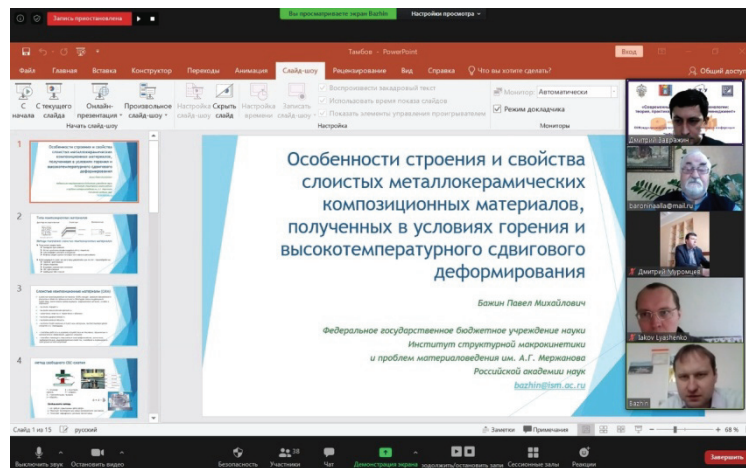 Запись приостановлена
Вы просматриваете экран Bazhin
Настройки просмотра
Тамбов - PowerPoint
Вход
Файл Главная Вставка Конструктор Переходы Анимация Слайд-шоу Рецензирование Вид Справка Что вы хотите сделать? Общий доступ
С начала
С текущего слайда
Онлайн-презентация
Произвольное слайд-шоу
Начать слайд-шоу
Настройка слайд-шоу
Скрыть слайд
Настройка времени
Записать слайд-шоу
Воспроизвести закадровый текст
Использовать время показа слайдов
Показать элементы управления проигрывателем
Настройка
Монитор: Автоматически
Режим докладчика
Мониторы
1
2
3
4
Особенности строения и свойства
слоистых металлокерамических
композиционных материалов,
полученных в условиях горения и
высокотемпературного сдвигового
деформирования
Бажин Павел Михайлович
Федеральное государственное бюджетное учреждение науки
Институт структурной макрокинетики
и проблем материаловедения им. А.Г. Мержанова
Российской академии наук
bazhin@ism.ac.ru
baroninaalla@mail.ru
Дмитрий Муромцев
Iakov Lyashenko
Bazhin
Слайд 1 из 15 русский
Заметки Примечания
68 %
Выключить звук
Остановить видео
Безопасность
Участники
38
Чат
Демонстрация экрана
Сессионные залы
Реакции
Завершить